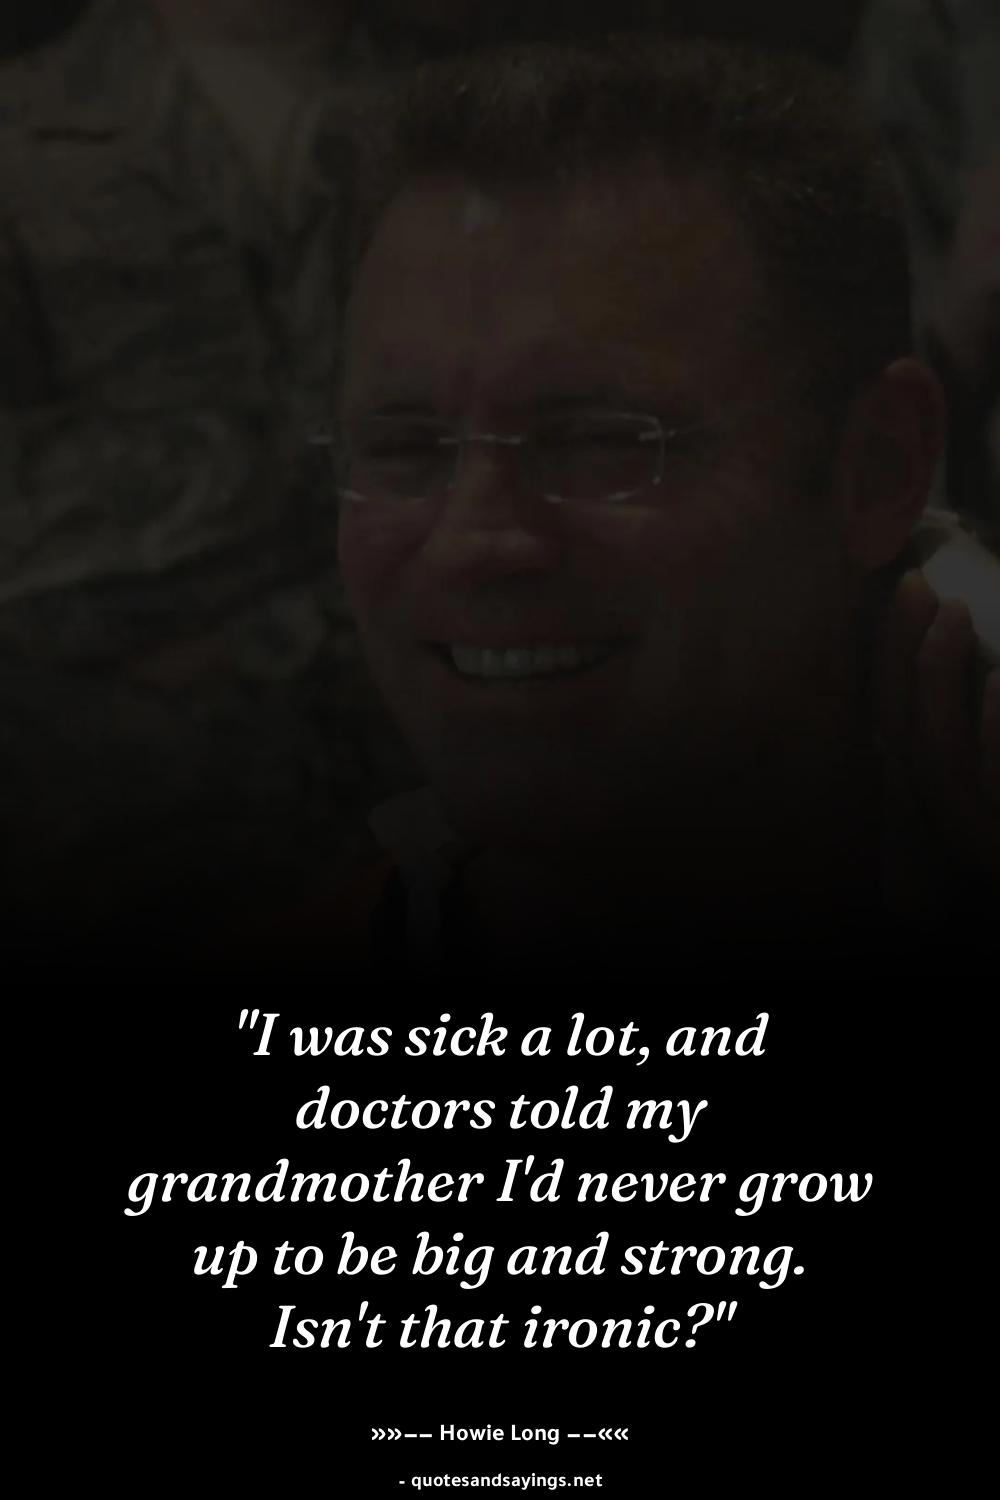 "I was sick a lot, and
doctors told my
grandmother I'd never grow
up to be big and strong.
Isn't that ironic?"
»»–– Howie Long ––««
- quotesandsayings.net